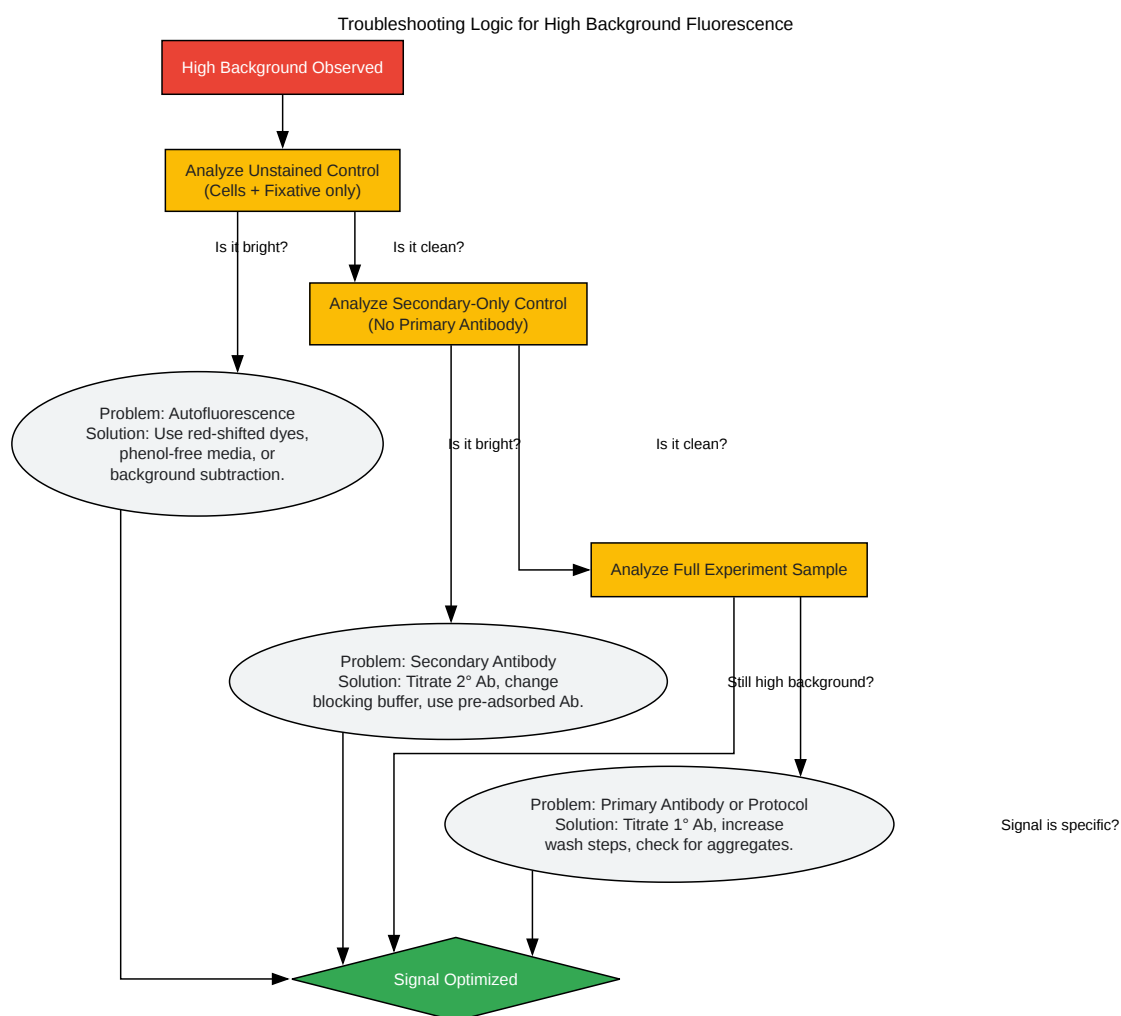 Troubleshooting Logic for High Background Fluorescence
High Background Observed
Analyze Unstained Control
(Cells + Fixative only)
Is it bright?
Is it clean?
Analyze Secondary-Only Control
(No Primary Antibody)
Problem: Autofluorescence
Solution: Use red-shifted dyes,
phenol-free media, or
background subtraction.
Is it bright?
Is it clean?
Analyze Full Experiment Sample
Problem: Secondary Antibody
Solution: Titrate 2° Ab, change
blocking buffer, use pre-adsorbed Ab.
Still high background?
Problem: Primary Antibody or Protocol
Solution: Titrate 1° Ab, increase
wash steps, check for aggregates.
Signal is specific?
Signal Optimized